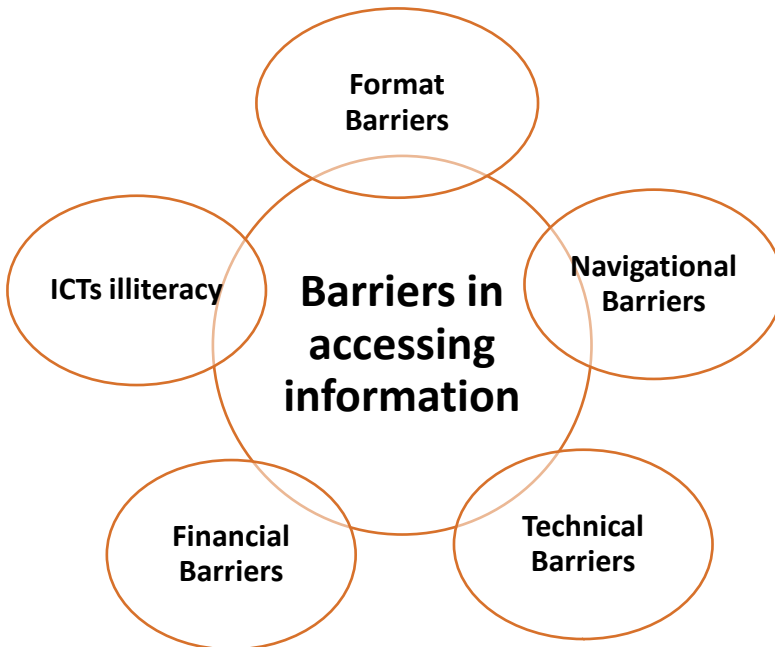 Format
Barriers
ICTs illiteracy
Navigational
Barriers
Barriers in
accessing
information
Financial
Barriers
Technical
Barriers